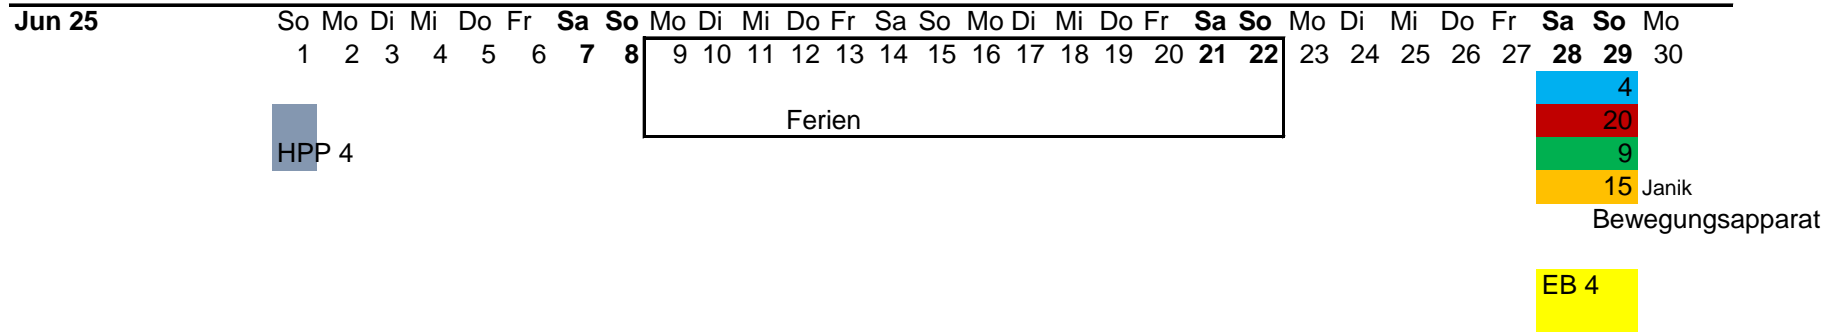 Jun 25 So Mo Di Mi Do Fr Sa So Mo Di Mi Do Fr Sa So Mo Di Mi Do Fr Sa So Mo Di Mi Do Fr Sa So Mo
1 2 3 4 5 6 7 8 9 10 11 12 13 14 15 16 17 18 19 20 21 22 23 24 25 26 27 28 29 30
4
Ferien 20
HPP 4 9
15 Janik
Bewegungsapparat
EB 4